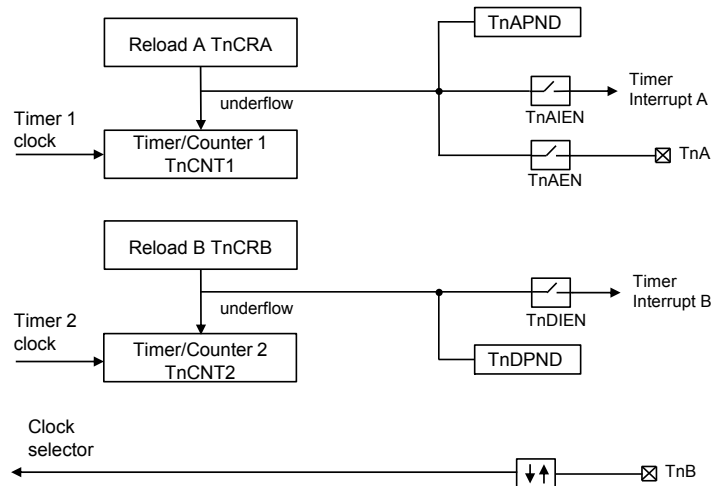 Reload A TnCRA
TnAPND
underflow
Timer
Interrupt A
TnAIEN
Timer 1
clock
Timer/Counter 1
TnCNT1
TnA
TnAEN
Reload B TnCRB
underflow
Timer
Interrupt B
TnDIEN
Timer 2
clock
Timer/Counter 2
TnCNT2
TnDPND
Clock
selector
TnB